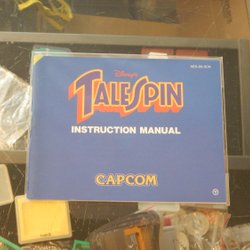 Disney's
TALESPIN
INSTRUCTION MANUAL
CAPCOM